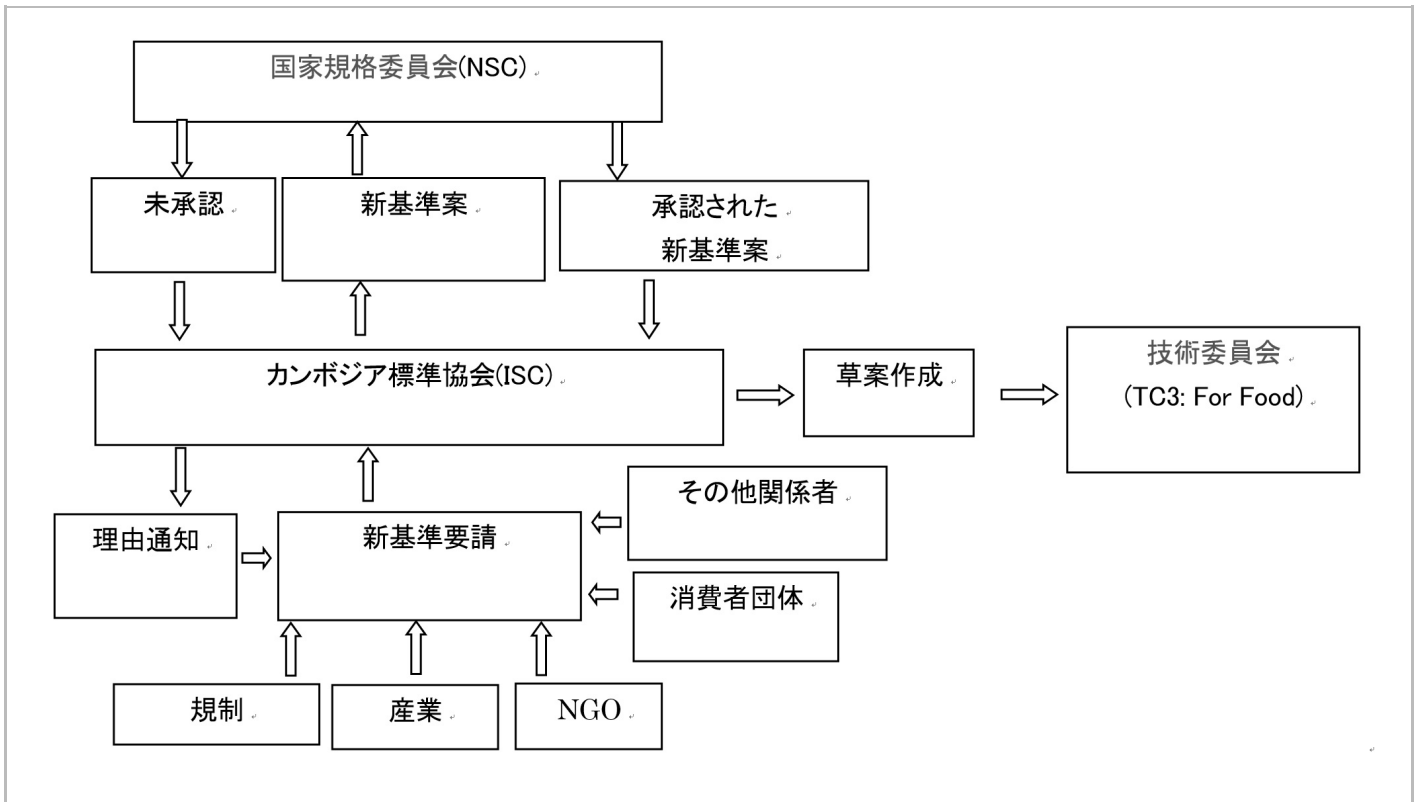 国家規格委員会(NSC)
未承認
新基準案
承認された
新基準案
カンボジア標準協会(ISC)
草案作成
技術委員会
(TC3: For Food)
その他関係者
理由通知
新基準要請
消費者団体
規制
産業
NGO